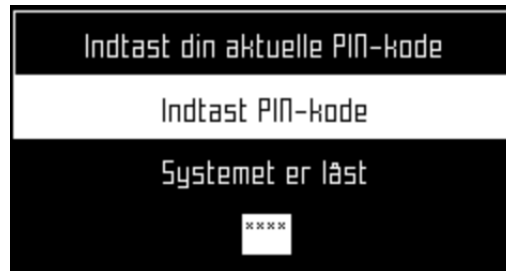 Indtast din aktuelle PIN-kode
Indtast PIN-kode
Systemet er låst
****